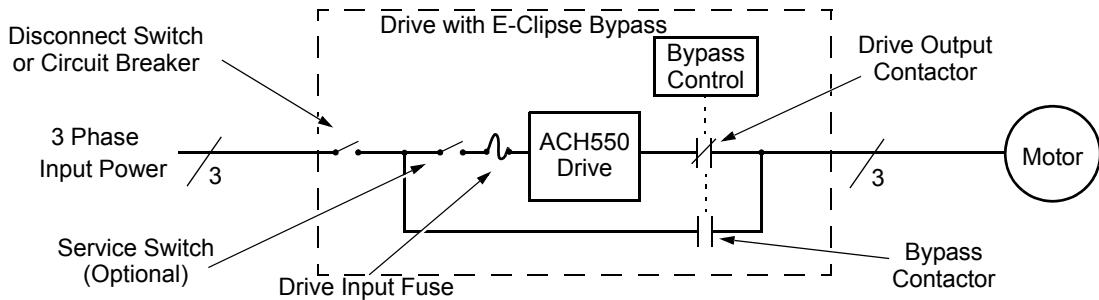 Drive with E-Clipse Bypass
Disconnect Switch
or Circuit Breaker
Bypass
Control
Drive Output
Contactor
3 Phase
Input Power
3
ACH550
Drive
3
Motor
Service Switch
(Optional)
Drive Input Fuse
Bypass
Contactor